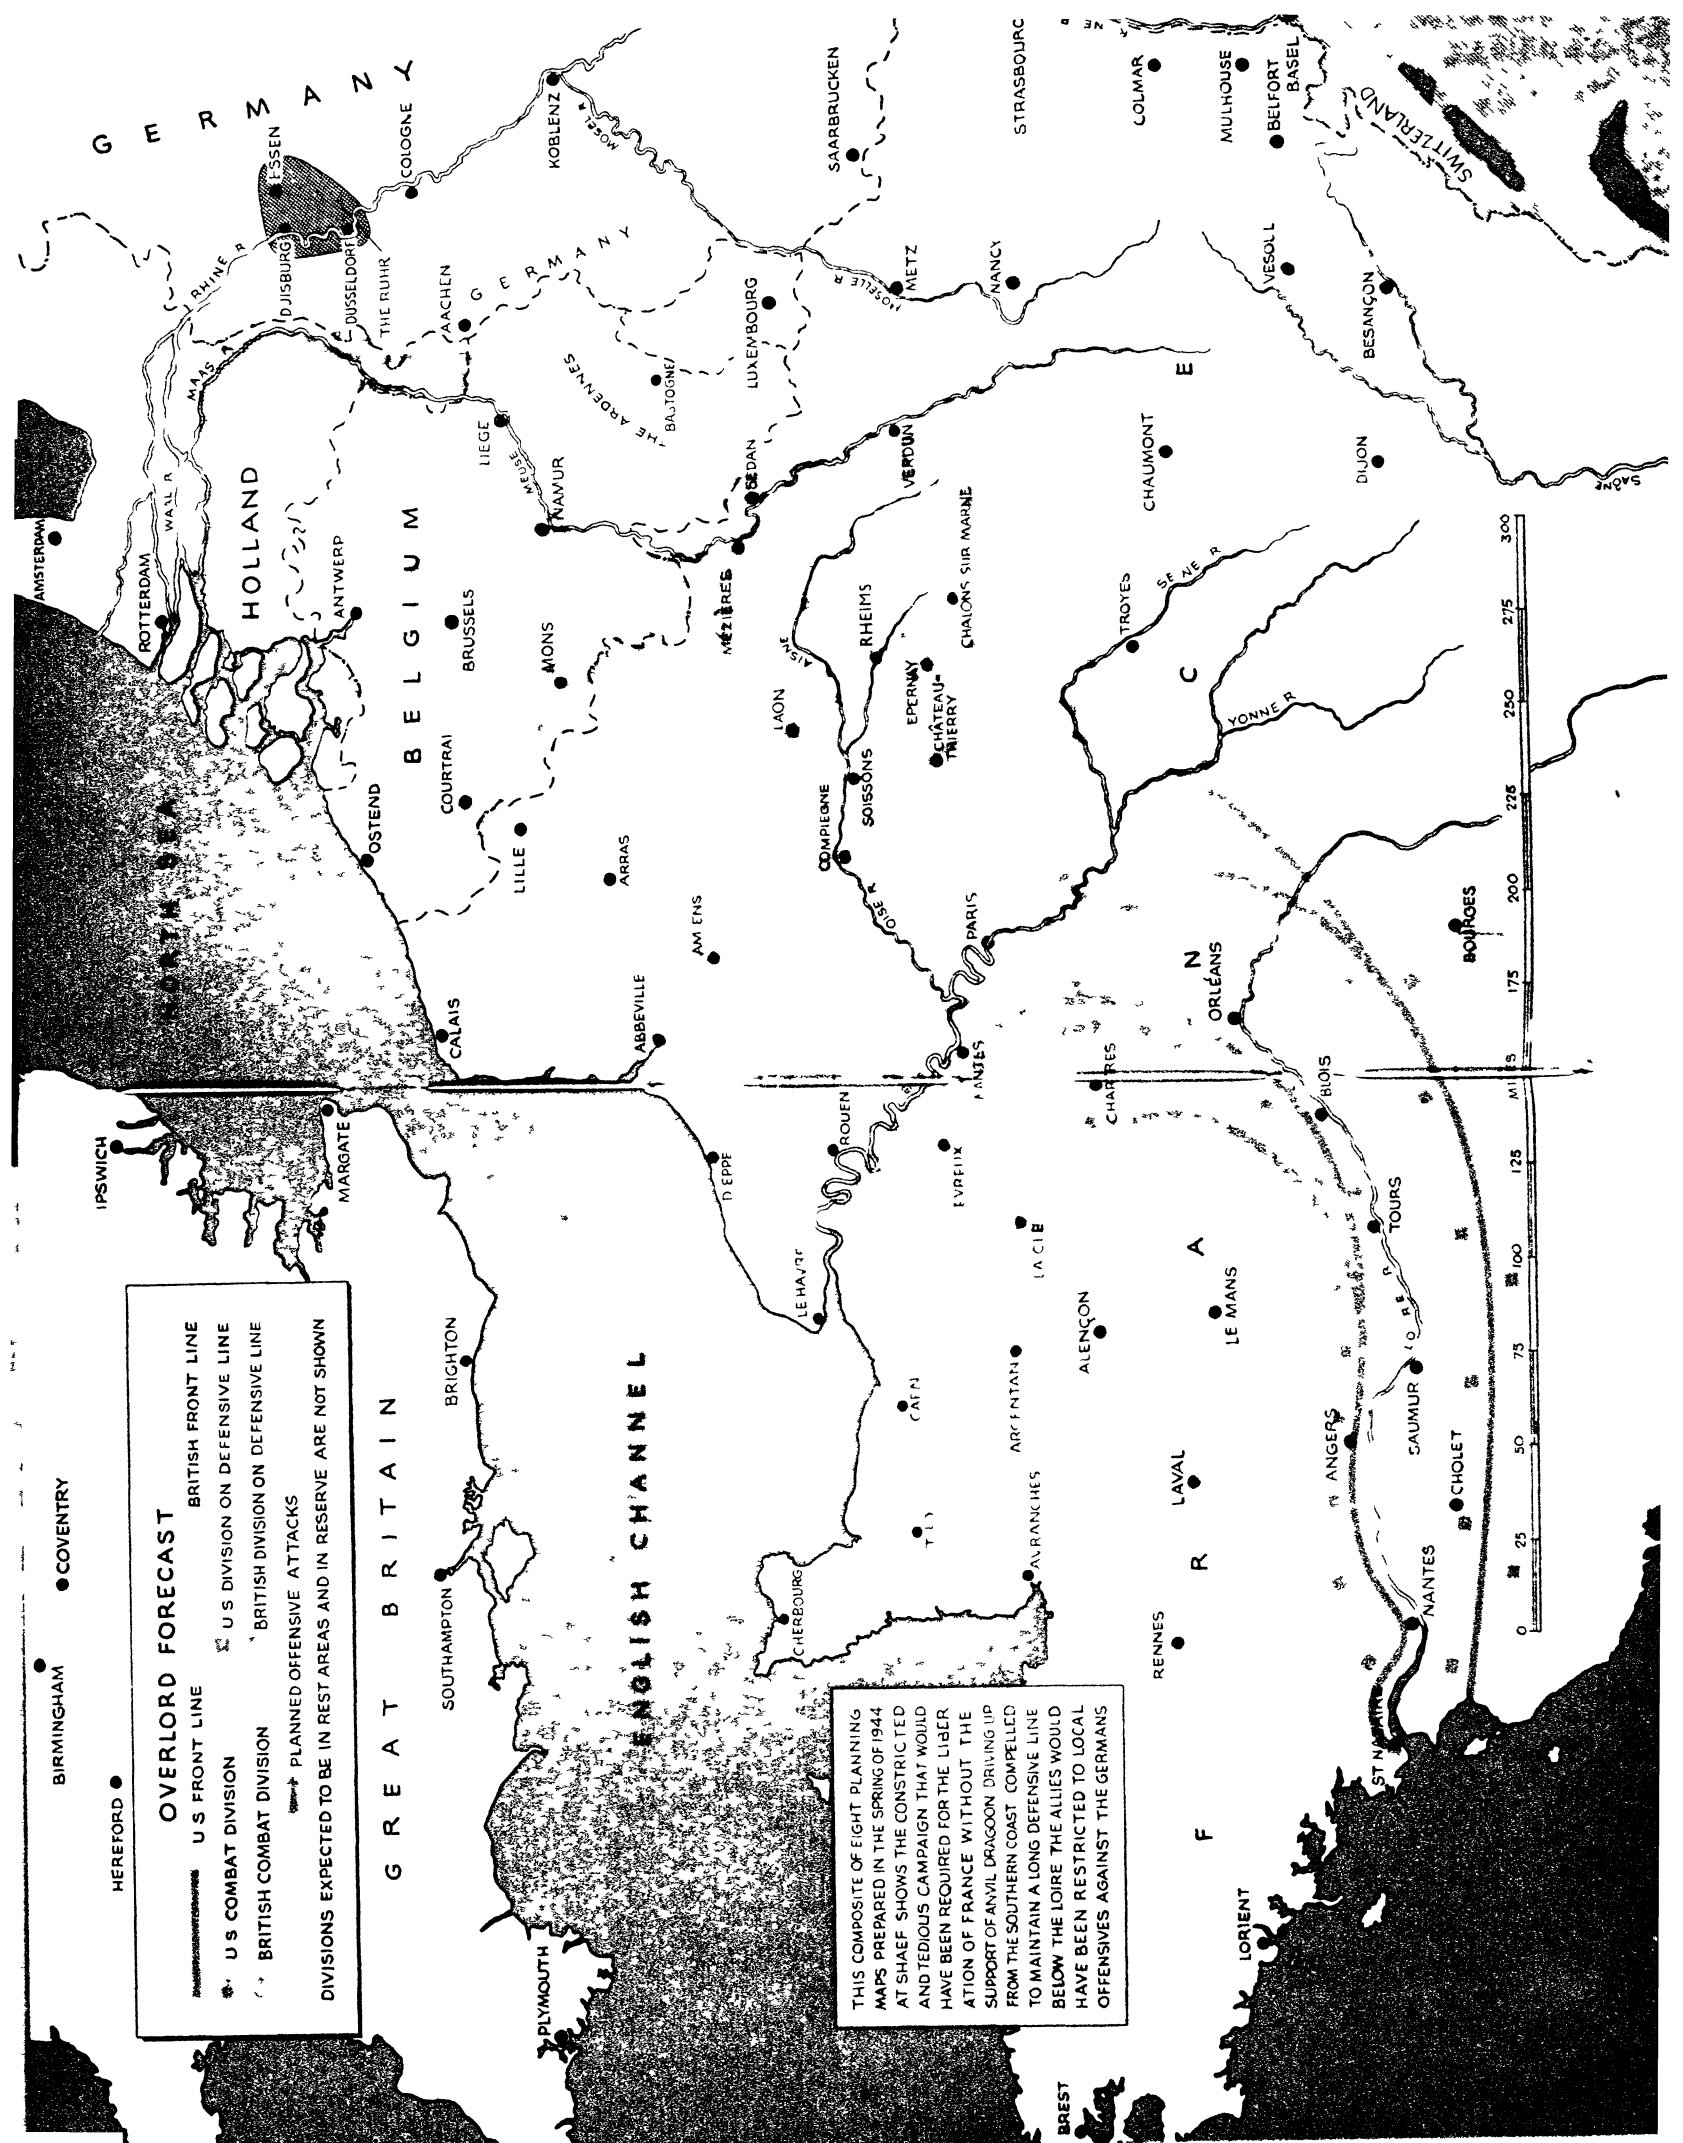 OVERLORD FORECAST
U S FRONT LINE
BRITISH FRONT LINE
U S COMBAT DIVISION
U S DIVISION ON DEFENSIVE LINE
BRITISH COMBAT DIVISION
BRITISH DIVISION ON DEFENSIVE LINE
PLANNED OFFENSIVE ATTACKS
DIVISIONS EXPECTED TO BE IN REST AREAS AND IN RESERVE ARE NOT SHOWN
THIS COMPOSITE OF EIGHT PLANNING
MAPS PREPARED IN THE SPRING OF 1944
AT SHAEF SHOWS THE CONSTRICTED
AND TEDIOUS CAMPAIGN THAT WOULD
HAVE BEEN REQUIRED FOR THE LIBER
ATION OF FRANCE WITHOUT THE
SUPPORT OF ANVIL DRAGOON DRIVING UP
FROM THE SOUTHERN COAST COMPELLED
TO MAINTAIN A LONG DEFENSIVE LINE
BELOW THE LOIRE THE ALLIES WOULD
HAVE BEEN RESTRICTED TO LOCAL
OFFENSIVES AGAINST THE GERMANS
BIRMINGHAM
COVENTRY
HEREFORD
IPSWICH
MARGATE
GREAT BRITAIN
SOUTHAMPTON
BRIGHTON
PLYMOUTH
ENGLISH CHANNEL
NORTH SEA
AMSTERDAM
ROTTERDAM
HOLLAND
WAAL R
MAAS R
RHINE R
GERMANY
ESSEN
DUSSELDORF
THE RUHR
COLOGNE
KOBLENZ
MOSEL R
AACHEN
GERMANY
ANTWERP
BELGIUM
BRUSSELS
OSTEND
COURTRAI
MONS
LIEGE
MEUSE
NAMUR
THE ARDENNES
BASTOGNE
LUXEMBOURG
SAARBRUCKEN
STRASBOURG
COLMAR
MULHOUSE
BELFORT
BASEL
SWITZERLAND
CALAIS
LILLE
ARRAS
ABBEVILLE
AMIENS
MEZIERES
SEDAN
VERDUN
METZ
MOSELLE R
NANCY
LAON
AISNE
RHEIMS
SOISSONS
COMPIEGNE
OISE R
EPERNAY
CHÂTEAU-
THIERRY
CHALONS SUR MARNE
CHERBOURG
LE HAVRE
ROUEN
CAEN
EVREUX
PARIS
AVRANCHES
ARGENTAN
ALENÇON
CHARTRES
TROYES
CHAUMONT
VESOUL
BESANÇON
DIJON
SAÔNE
YONNE R
BREST
LORIENT
RENNES
LAVAL
LE MANS
ORLÉANS
BLOIS
TOURS
ANGERS
SAUMUR
CHOLET
NANTES
BOURGES
FRANCE
0 25 50 75 100 125 MILES 175 200 225 250 275 300